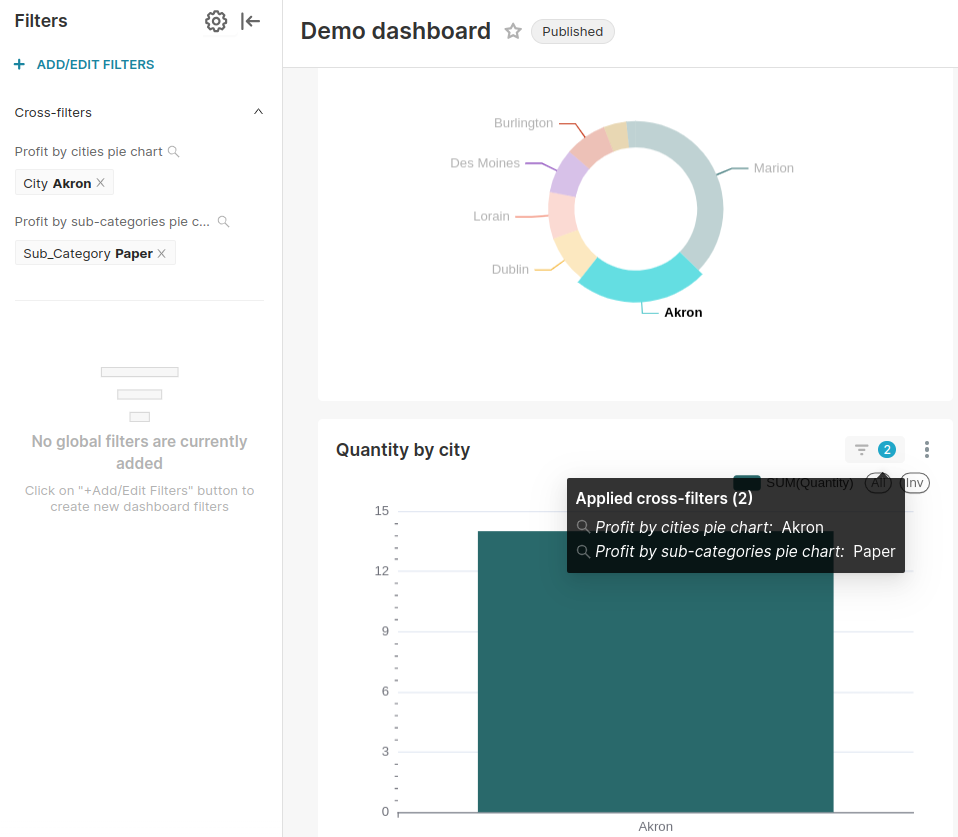 Filters
+ ADD/EDIT FILTERS
Cross-filters
Profit by cities pie chart
City Akron
Profit by sub-categories pie c...
Sub_Category Paper
No global filters are currently
added
Click on "+Add/Edit Filters" button to
create new dashboard filters
Demo dashboard
Published
Burlington
Des Moines
Marion
Lorain
Dublin
Akron
Quantity by city
2
SUM(Quantity)
All
Inv
Applied cross-filters (2)
Profit by cities pie chart: Akron
Profit by sub-categories pie chart: Paper
15
12
9
6
3
0
Akron